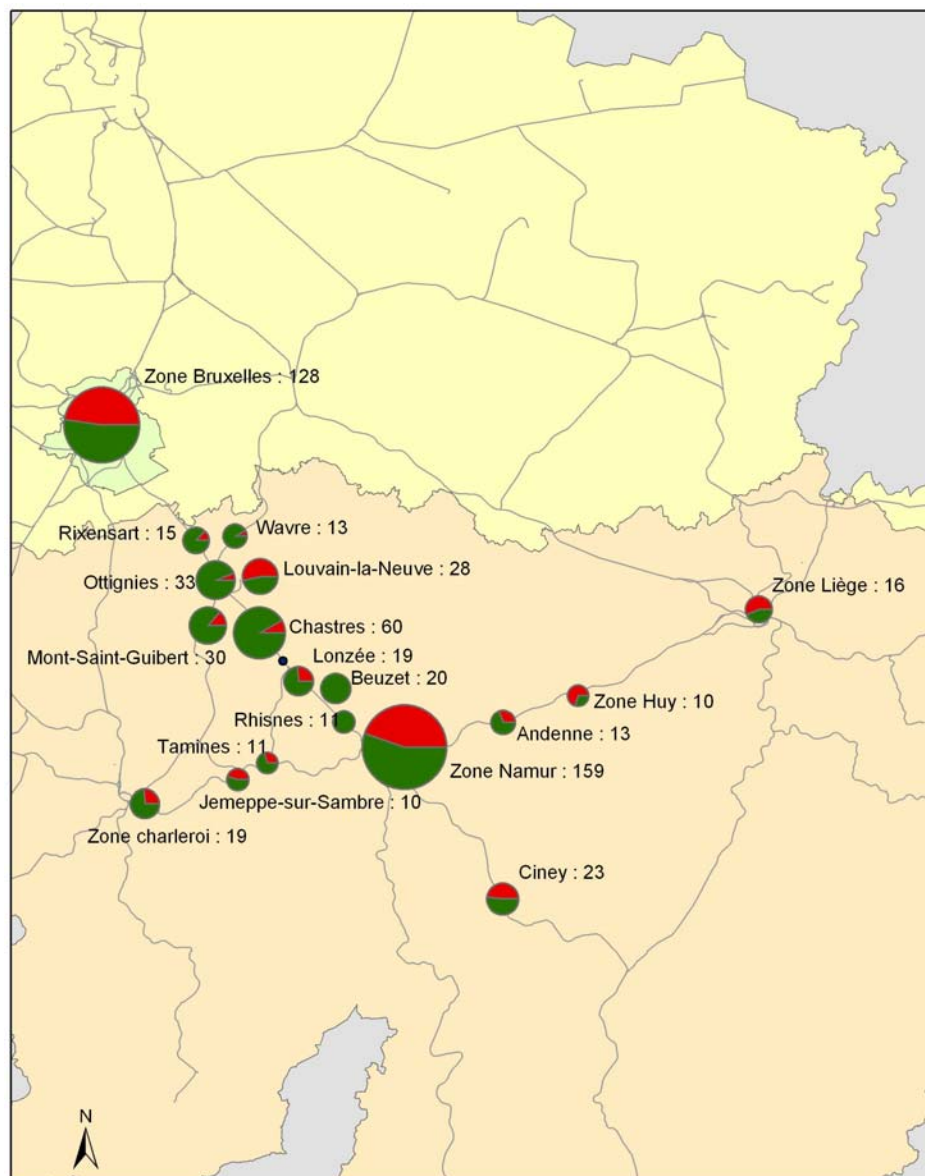 Zone Bruxelles : 128
Rixensart : 15
Wavre : 13
Ottignies : 33
Louvain-la-Neuve : 28
Zone Liège : 16
Chastres : 60
Mont-Saint-Guibert : 30
Lonzée : 19
Beuzet : 20
Zone Huy : 10
Rhisnes : 11
Andenne : 13
Tamines : 11
Zone Namur : 159
Jemeppe-sur-Sambre : 10
Zone charleroi : 19
Ciney : 23
N